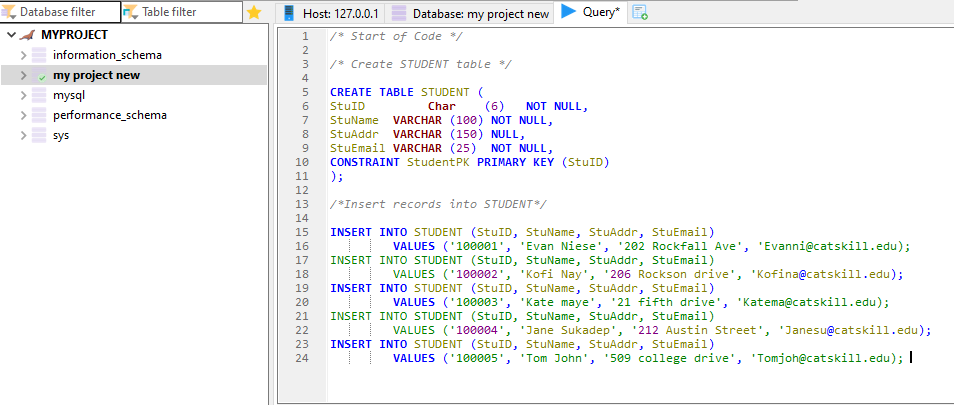 Database filter
Table filter
Host: 127.0.0.1
Database: my project new
Query*
MYPROJECT
information_schema
my project new
mysql
performance_schema
sys
1 /* Start of Code */
2
3 /* Create STUDENT table */
4
5 CREATE TABLE STUDENT (
6 StuID Char (6) NOT NULL,
7 StuName VARCHAR (100) NOT NULL,
8 StuAddr VARCHAR (150) NULL,
9 StuEmail VARCHAR (25) NOT NULL,
10 CONSTRAINT StudentPK PRIMARY KEY (StuID)
11 );
12
13 /*Insert records into STUDENT*/
14
15 INSERT INTO STUDENT (StuID, StuName, StuAddr, StuEmail)
16 VALUES ('100001', 'Evan Niese', '202 Rockfall Ave', 'Evanni@catskill.edu);
17 INSERT INTO STUDENT (StuID, StuName, StuAddr, StuEmail)
18 VALUES ('100002', 'Kofi Nay', '206 Rockson drive', 'Kofina@catskill.edu);
19 INSERT INTO STUDENT (StuID, StuName, StuAddr, StuEmail)
20 VALUES ('100003', 'Kate maye', '21 fifth drive', 'Katema@catskill.edu);
21 INSERT INTO STUDENT (StuID, StuName, StuAddr, StuEmail)
22 VALUES ('100004', 'Jane Sukadep', '212 Austin Street', 'Janesu@catskill.edu);
23 INSERT INTO STUDENT (StuID, StuName, StuAddr, StuEmail)
24 VALUES ('100005', 'Tom John', '509 college drive', 'Tomjoh@catskill.edu);